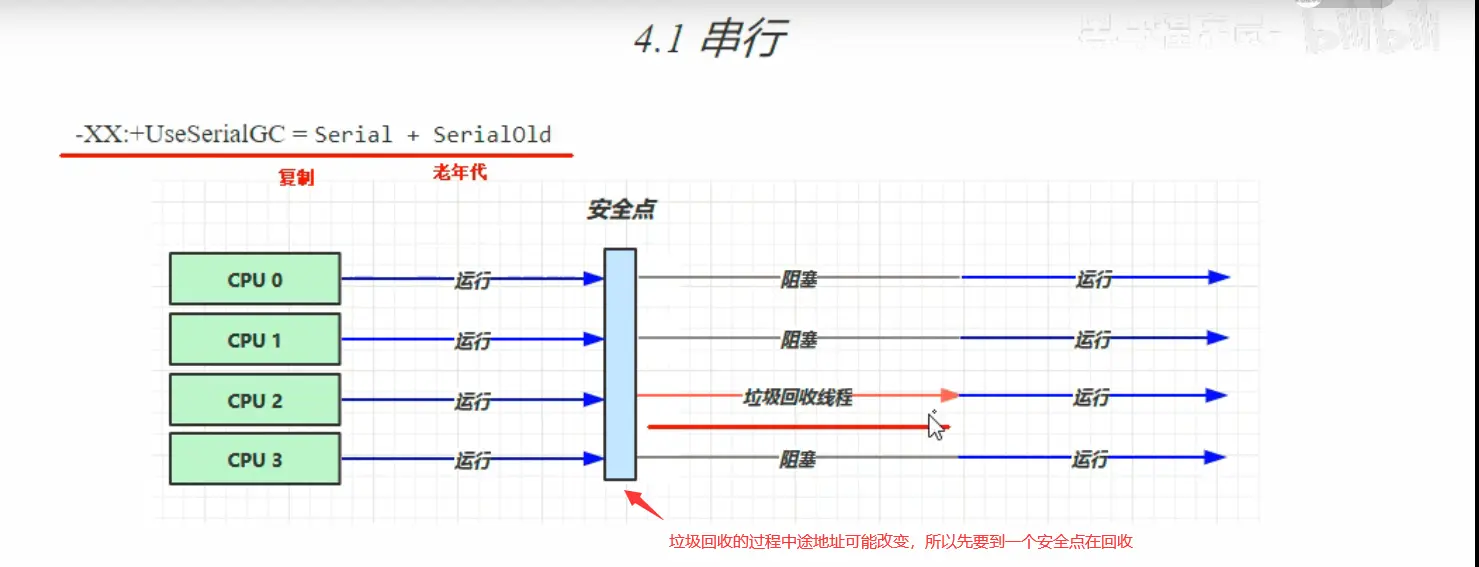 4.1 串行
-XX:+UseSerialGC = Serial + SerialOld
复制 老年代
安全点
CPU 0 运行 阻塞 运行
CPU 1 运行 阻塞 运行
CPU 2 运行 垃圾回收线程 运行
CPU 3 运行 阻塞 运行
垃圾回收的过程中途地址可能改变，所以先要到一个安全点在回收